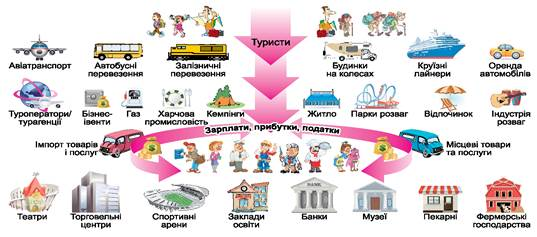 Туристи
Авіатранспорт
Автобусні
перевезення
Залізничні
перевезення
Будинки
на колесах
Круїзні
лайнери
Оренда
автомобілів
Туроператори/
турагенції
Бізнес-
івенти
Газ
Харчова
промисловість
Кемпінги
Житло
Парки розваг
Відпочинок
Індустрія
розваг
Зарплати, прибутки, податки
Імпорт товарів
і послуг
Місцеві товари
та послуги
Театри
Торговельні
центри
Спортивні
арени
Заклади
освіти
BANK
Банки
Музеї
Пекарні
Фермерські
господарства